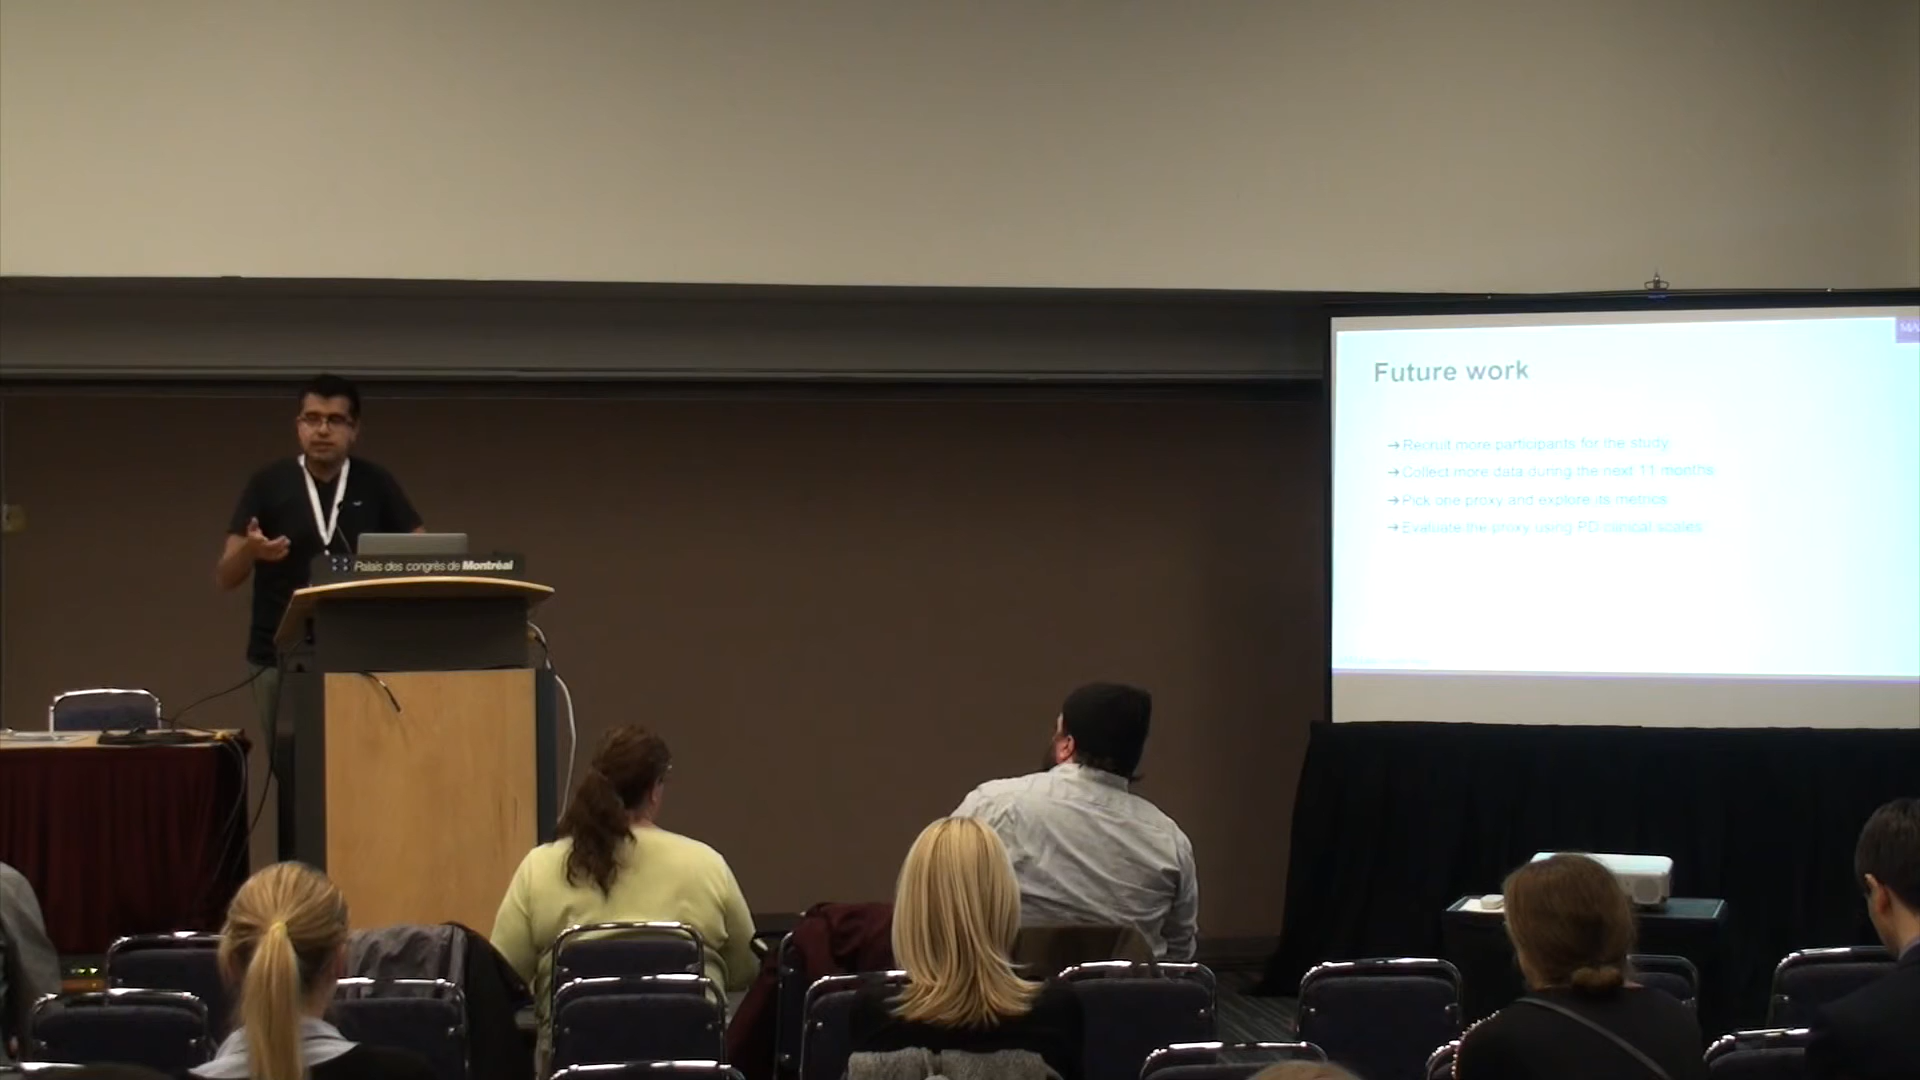 Future work
→Recruit more participants for the study
→Collect more data during the next 11 months
→Pick one proxy and explore its metrics
→Evaluate the proxy using PD clinical scales
Palais des congrès de Montréal